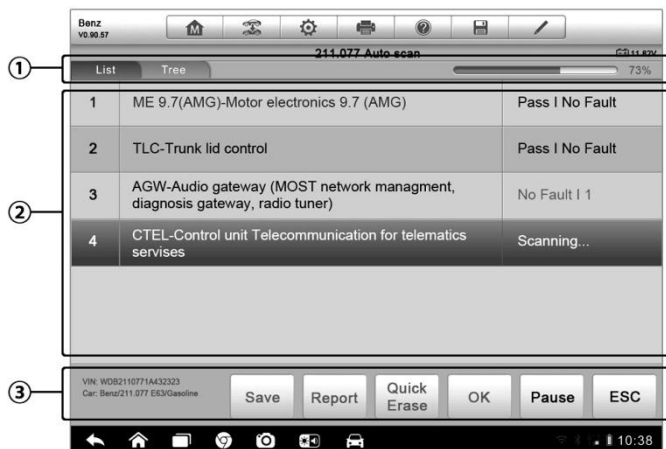 Benz
V0.90.57
211.077 Auto scan
11.82V
①
List Tree 73%
②
1 ME 9.7(AMG)-Motor electronics 9.7 (AMG) Pass I No Fault
2 TLC-Trunk lid control Pass I No Fault
3 AGW-Audio gateway (MOST network managment,
diagnosis gateway, radio tuner) No Fault I 1
4 CTEL-Control unit Telecommunication for telematics
servises Scanning...
③
VIN: WDB2110771A432323
Car: Benz/211.077 E63/Gasoline
Save Report Quick
Erase OK Pause ESC
10:38